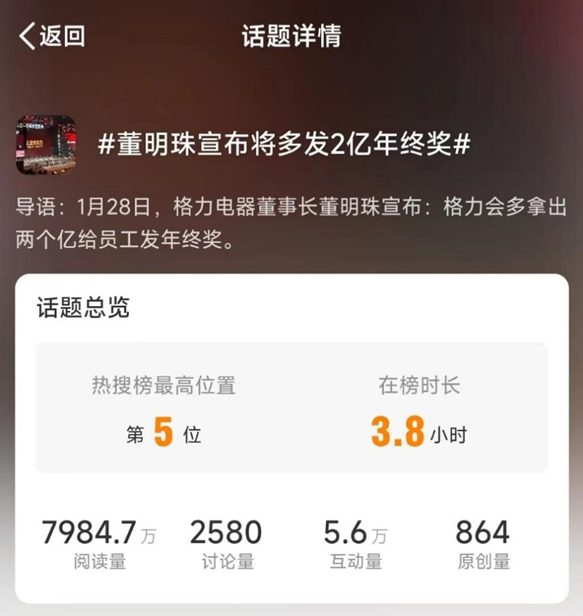 返回
话题详情
#董明珠宣布将多发2亿年终奖#
导语：1月28日，格力电器董事长董明珠宣布：格力会多拿出
两个亿给员工发年终奖。
话题总览
热搜榜最高位置
在榜时长
第 5 位
3.8小时
7984.7万
2580
5.6万
864
阅读量
讨论量
互动量
原创量